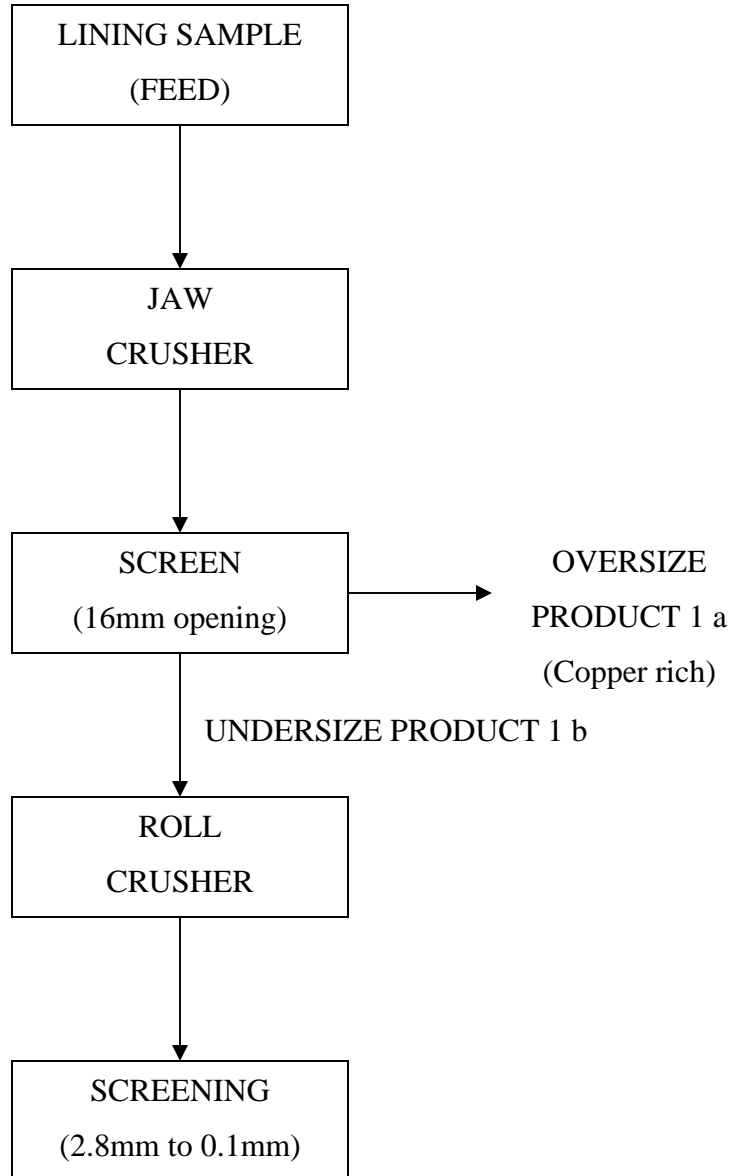 LINING SAMPLE
(FEED)
JAW
CRUSHER
SCREEN
(16mm opening)
OVERSIZE
PRODUCT 1 a
(Copper rich)
UNDERSIZE PRODUCT 1 b
ROLL
CRUSHER
SCREENING
(2.8mm to 0.1mm)